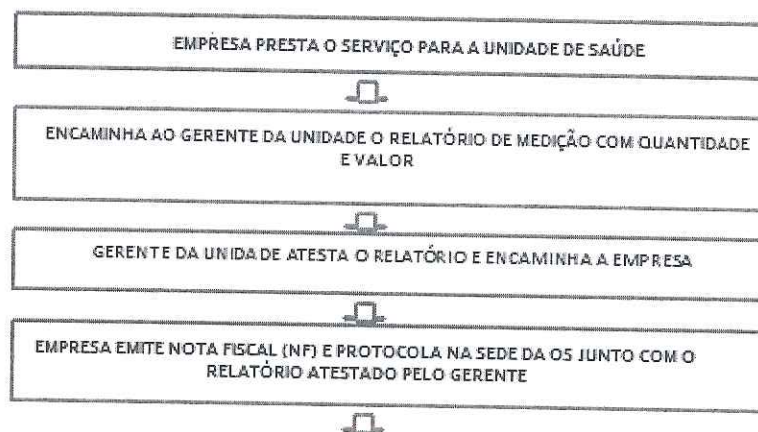 EMPRESA PRESTA O SERVIÇO PARA A UNIDADE DE SAÚDE
ENCAMINHA AO GERENTE DA UNIDADE O RELATÓRIO DE MEDIÇÃO COM QUANTIDADE
E VALOR
GERENTE DA UNIDADE ATESTA O RELATÓRIO E ENCAMINHA A EMPRESA
EMPRESA EMITE NOTA FISCAL (NF) E PROTOCOLA NA SEDE DA OS JUNTO COM O
RELATÓRIO ATESTADO PELO GERENTE